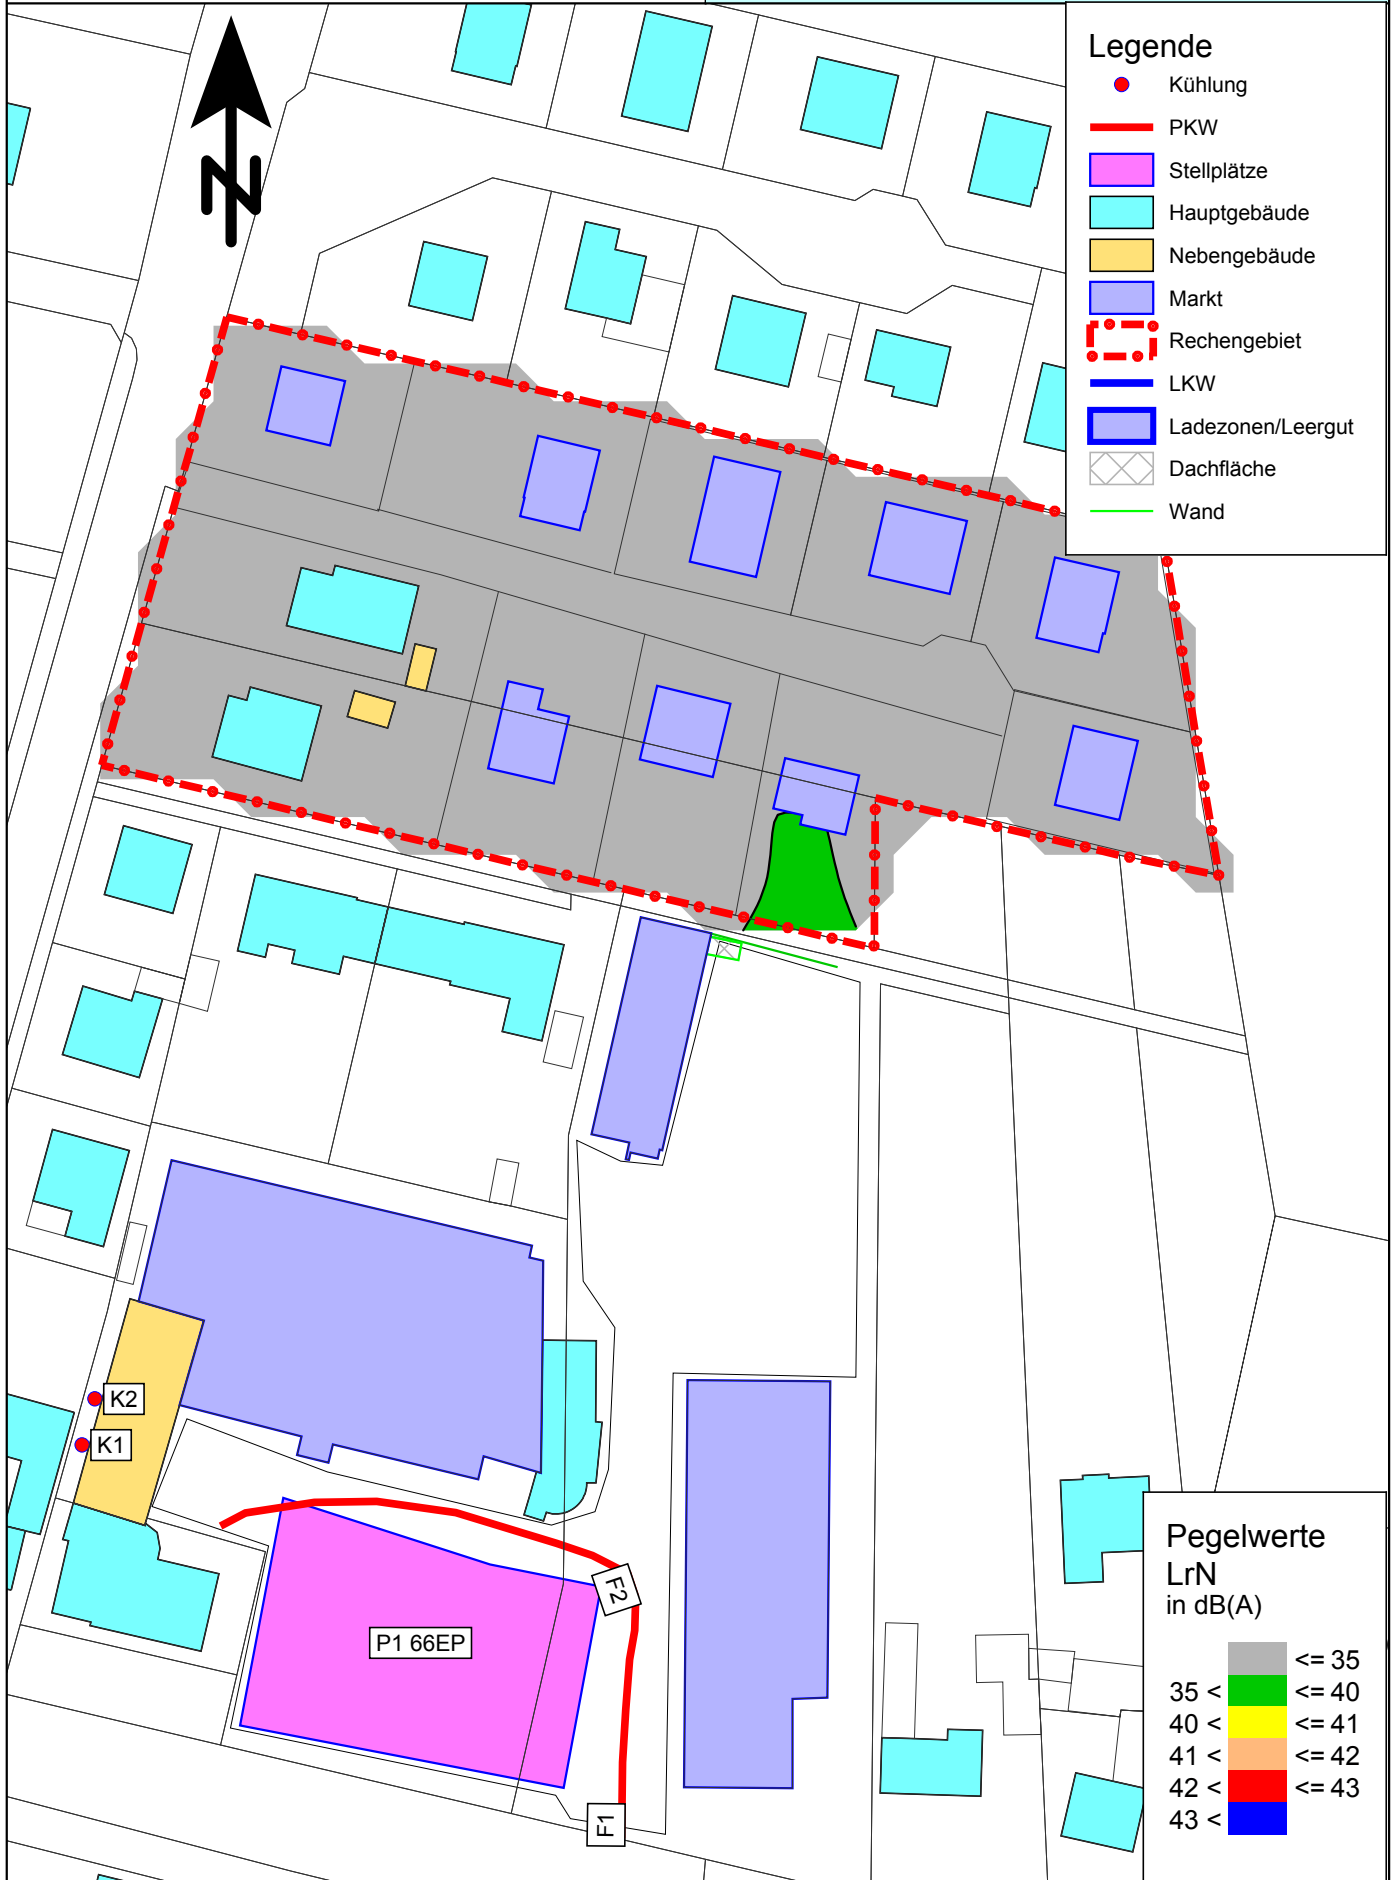 N
Legende
Kühlung
PKW
Stellplätze
Hauptgebäude
Nebengebäude
Markt
Rechengebiet
LKW
Ladezonen/Leergut
Dachfläche
Wand
K2
K1
F2
P1 66EP
F1
Pegelwerte
LrN
in dB(A)
<= 35
35 < <= 40
40 < <= 41
41 < <= 42
42 < <= 43
43 <